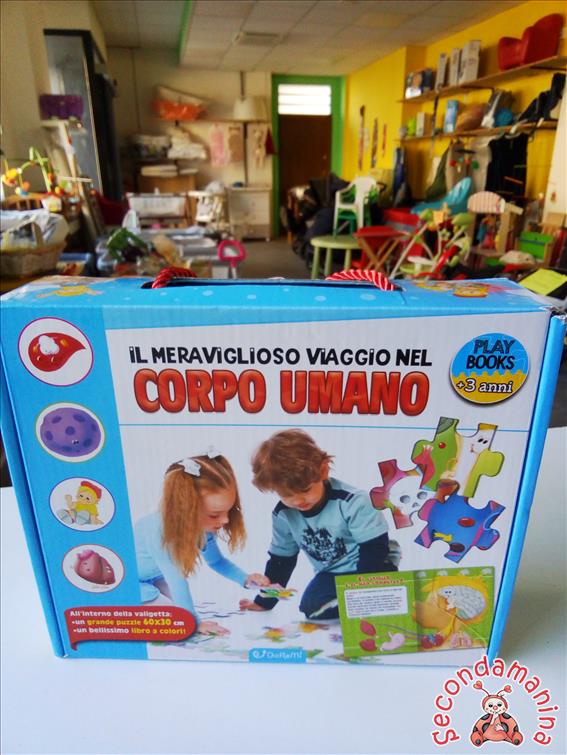 IL MERAVIGLIOSO VIAGGIO NEL
CORPO UMANO
PLAY
BOOKS
+3 anni
All'interno della valigetta:
•un grande puzzle 60x30 cm
•un bellissimo libro a colori!
DoReMi
Secondamanina